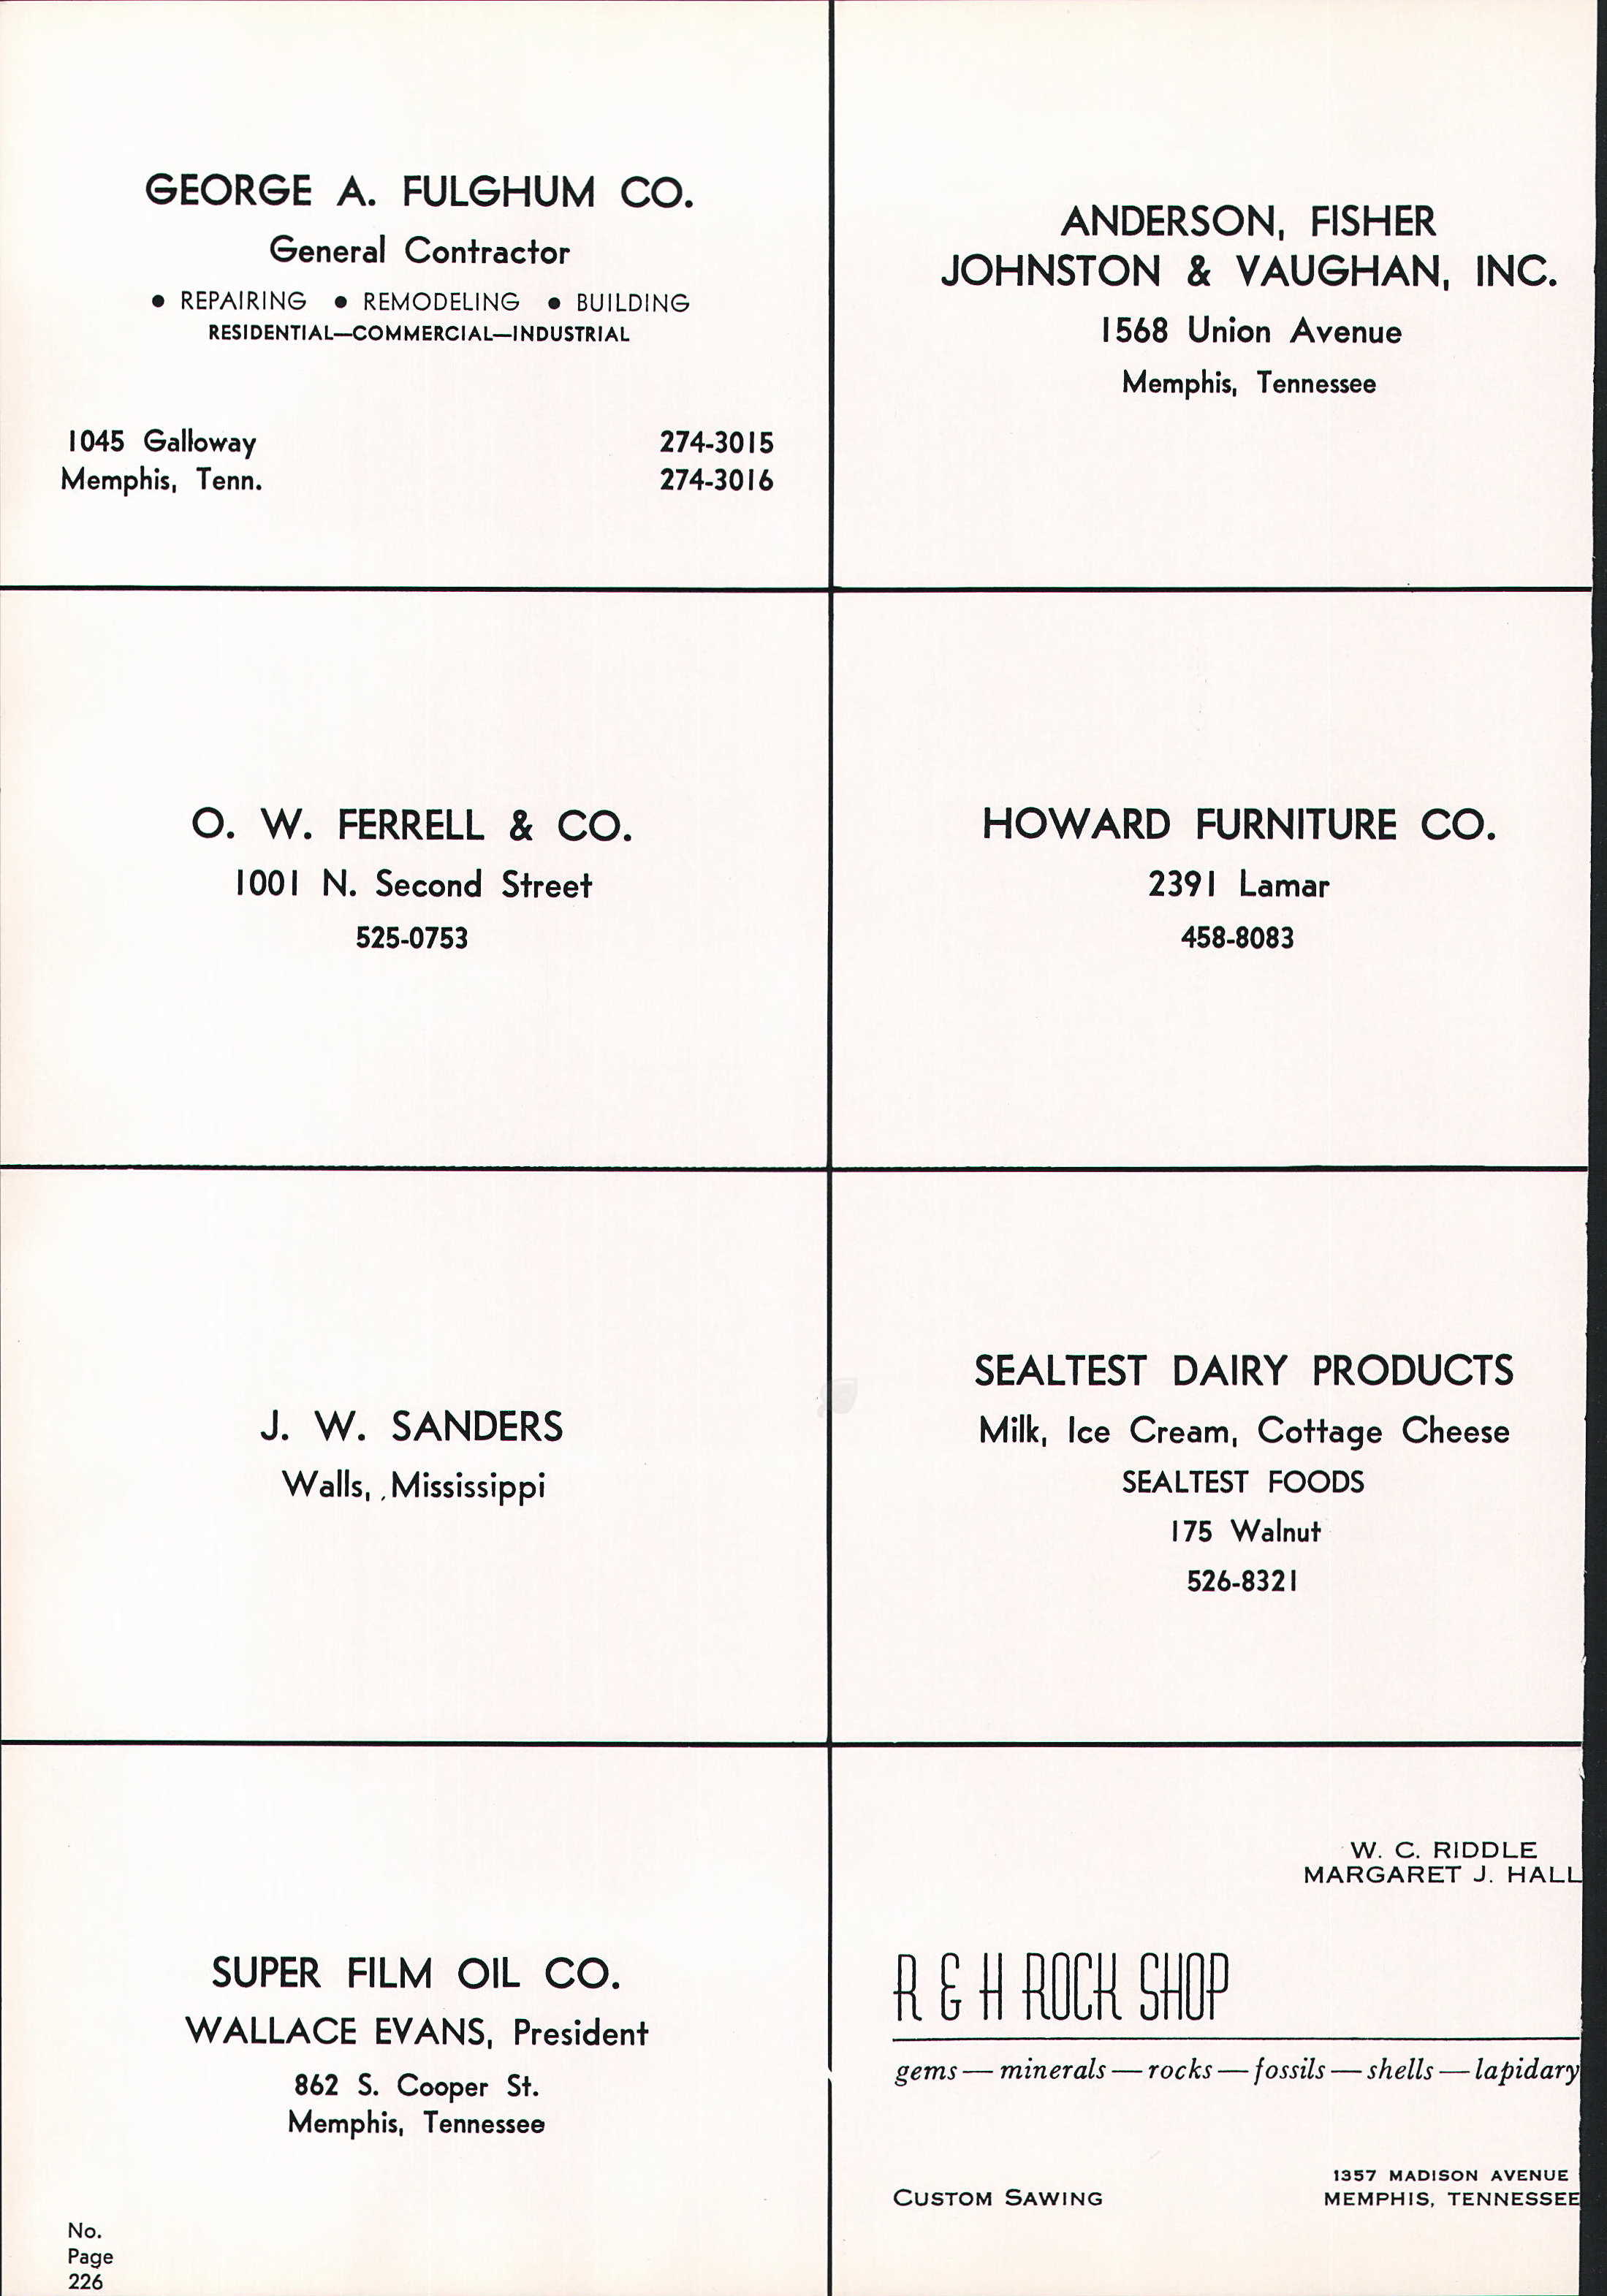 GEORGE A. FULGHUM CO.
General Contractor
● REPAIRING ● REMODELING ● BUILDING
RESIDENTIAL—COMMERCIAL—INDUSTRIAL
1045 Galloway 274-3015
Memphis, Tenn. 274-3016
ANDERSON, FISHER
JOHNSTON & VAUGHAN, INC.
1568 Union Avenue
Memphis, Tennessee
O. W. FERRELL & CO.
1001 N. Second Street
525-0753
HOWARD FURNITURE CO.
2391 Lamar
458-8083
J. W. SANDERS
Walls, Mississippi
SEALTEST DAIRY PRODUCTS
Milk, Ice Cream, Cottage Cheese
SEALTEST FOODS
175 Walnut
526-8321
SUPER FILM OIL CO.
WALLACE EVANS, President
862 S. Cooper St.
Memphis, Tennessee
W. C. RIDDLE
MARGARET J. HALL
R & H ROCK SHOP
gems — minerals — rocks — fossils — shells — lapidary
CUSTOM SAWING
1357 MADISON AVENUE
MEMPHIS, TENNESSEE
No.
Page
226